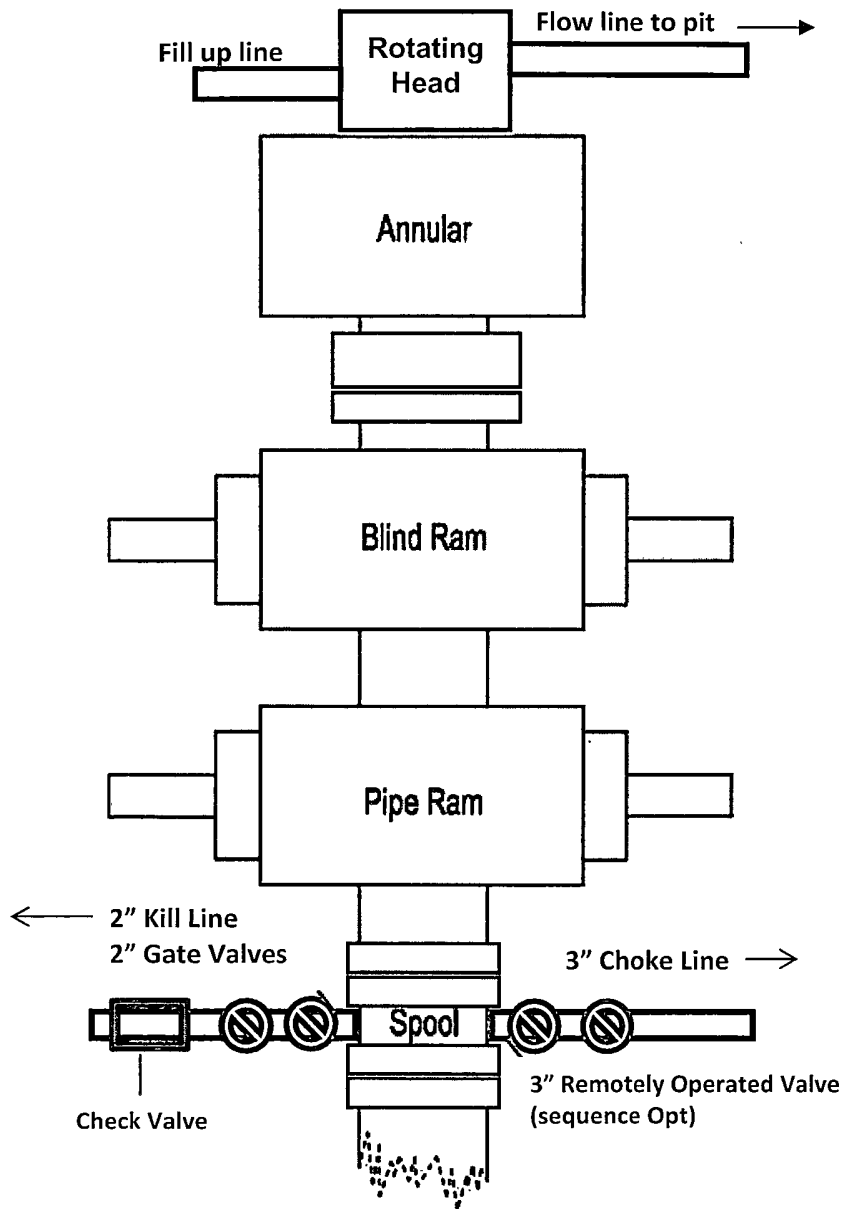 Flow line to pit
Fill up line
Rotating
Head
Annular
Blind Ram
Pipe Ram
2” Kill Line
2” Gate Valves
3” Choke Line
Spool
Check Valve
3” Remotely Operated Valve
(sequence Opt)